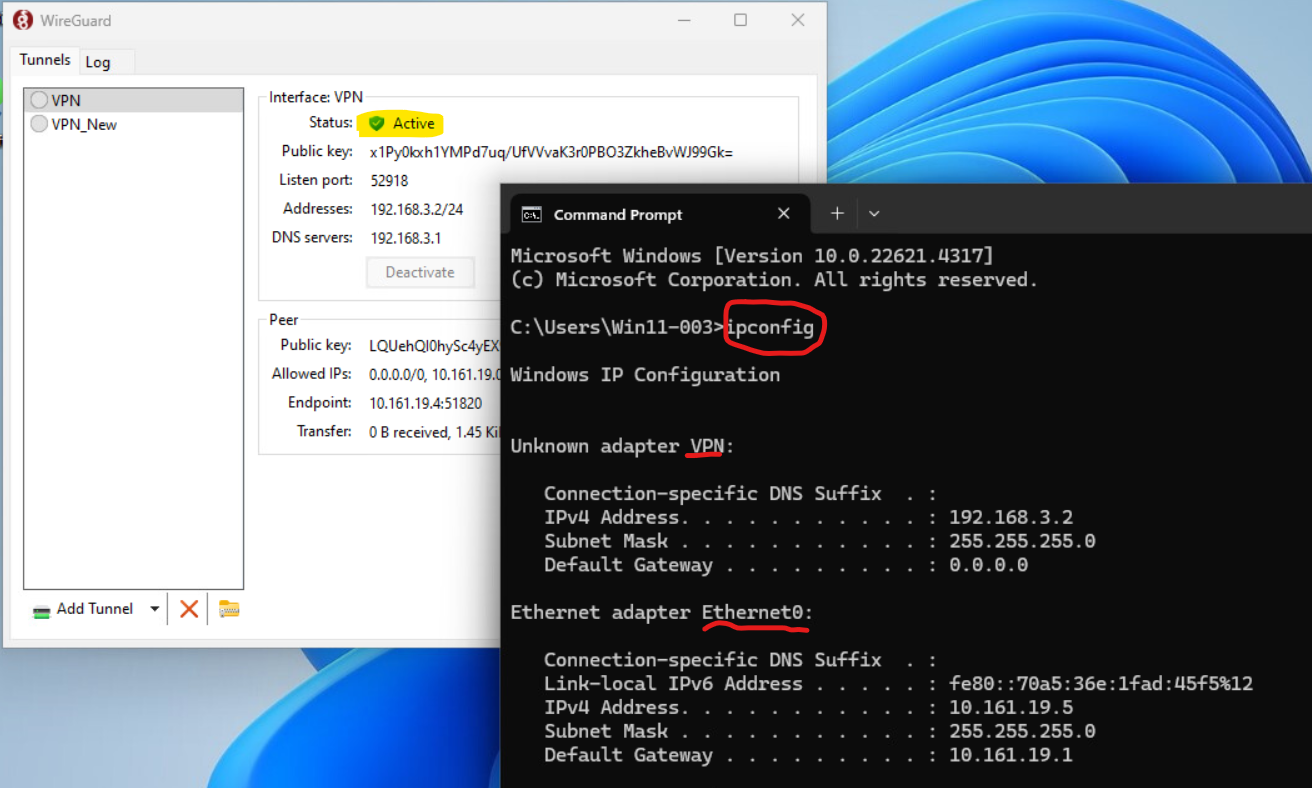 WireGuard
Tunnels Log
VPN
VPN_New
Interface: VPN
Status: Active
Public key: x1Py0kxh1YMPd7uq/UfVVvaK3r0PBO3ZkheBvWJ99Gk=
Listen port: 52918
Addresses: 192.168.3.2/24
DNS servers: 192.168.3.1
Deactivate
Peer
Public key: LQUehQl0hySc4yEX
Allowed IPs: 0.0.0.0/0, 10.161.19.0
Endpoint: 10.161.19.4:51820
Transfer: 0 B received, 1.45 Ki
Add Tunnel
Command Prompt
Microsoft Windows [Version 10.0.22621.4317]
(c) Microsoft Corporation. All rights reserved.
C:\Users\Win11-003>ipconfig
Windows IP Configuration
Unknown adapter VPN:
Connection-specific DNS Suffix . :
IPv4 Address. . . . . . . . . . . : 192.168.3.2
Subnet Mask . . . . . . . . . . . : 255.255.255.0
Default Gateway . . . . . . . . . : 0.0.0.0
Ethernet adapter Ethernet0:
Connection-specific DNS Suffix . :
Link-local IPv6 Address . . . . . : fe80::70a5:36e:1fad:45f5%12
IPv4 Address. . . . . . . . . . . : 10.161.19.5
Subnet Mask . . . . . . . . . . . : 255.255.255.0
Default Gateway . . . . . . . . . : 10.161.19.1